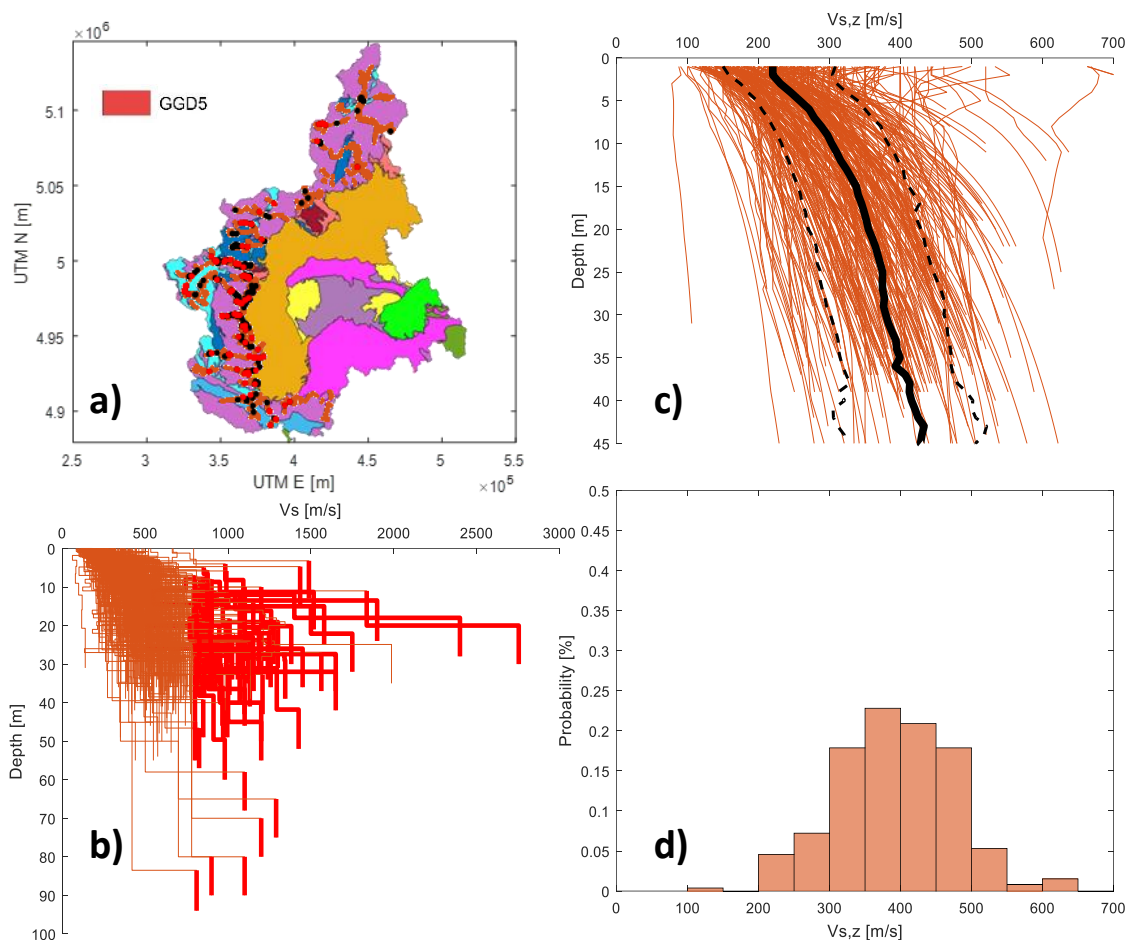 ×10⁶
GGD5
5.1
5.05
5
4.95
4.9
UTM N [m]
a)
2.5 3 3.5 4 4.5 5 5.5
UTM E [m]
×10⁵
Vs,z [m/s]
0 100 200 300 400 500 600 700
0
5
10
15
20
25
30
35
40
45
Depth [m]
c)
Vs [m/s]
0 500 1000 1500 2000 2500 3000
0
10
20
30
40
50
60
70
80
90
100
Depth [m]
b)
0.5
0.45
0.4
0.35
0.3
0.25
0.2
0.15
0.1
0.05
0
Probability [%]
d)
0 100 200 300 400 500 600 700
Vs,z [m/s]